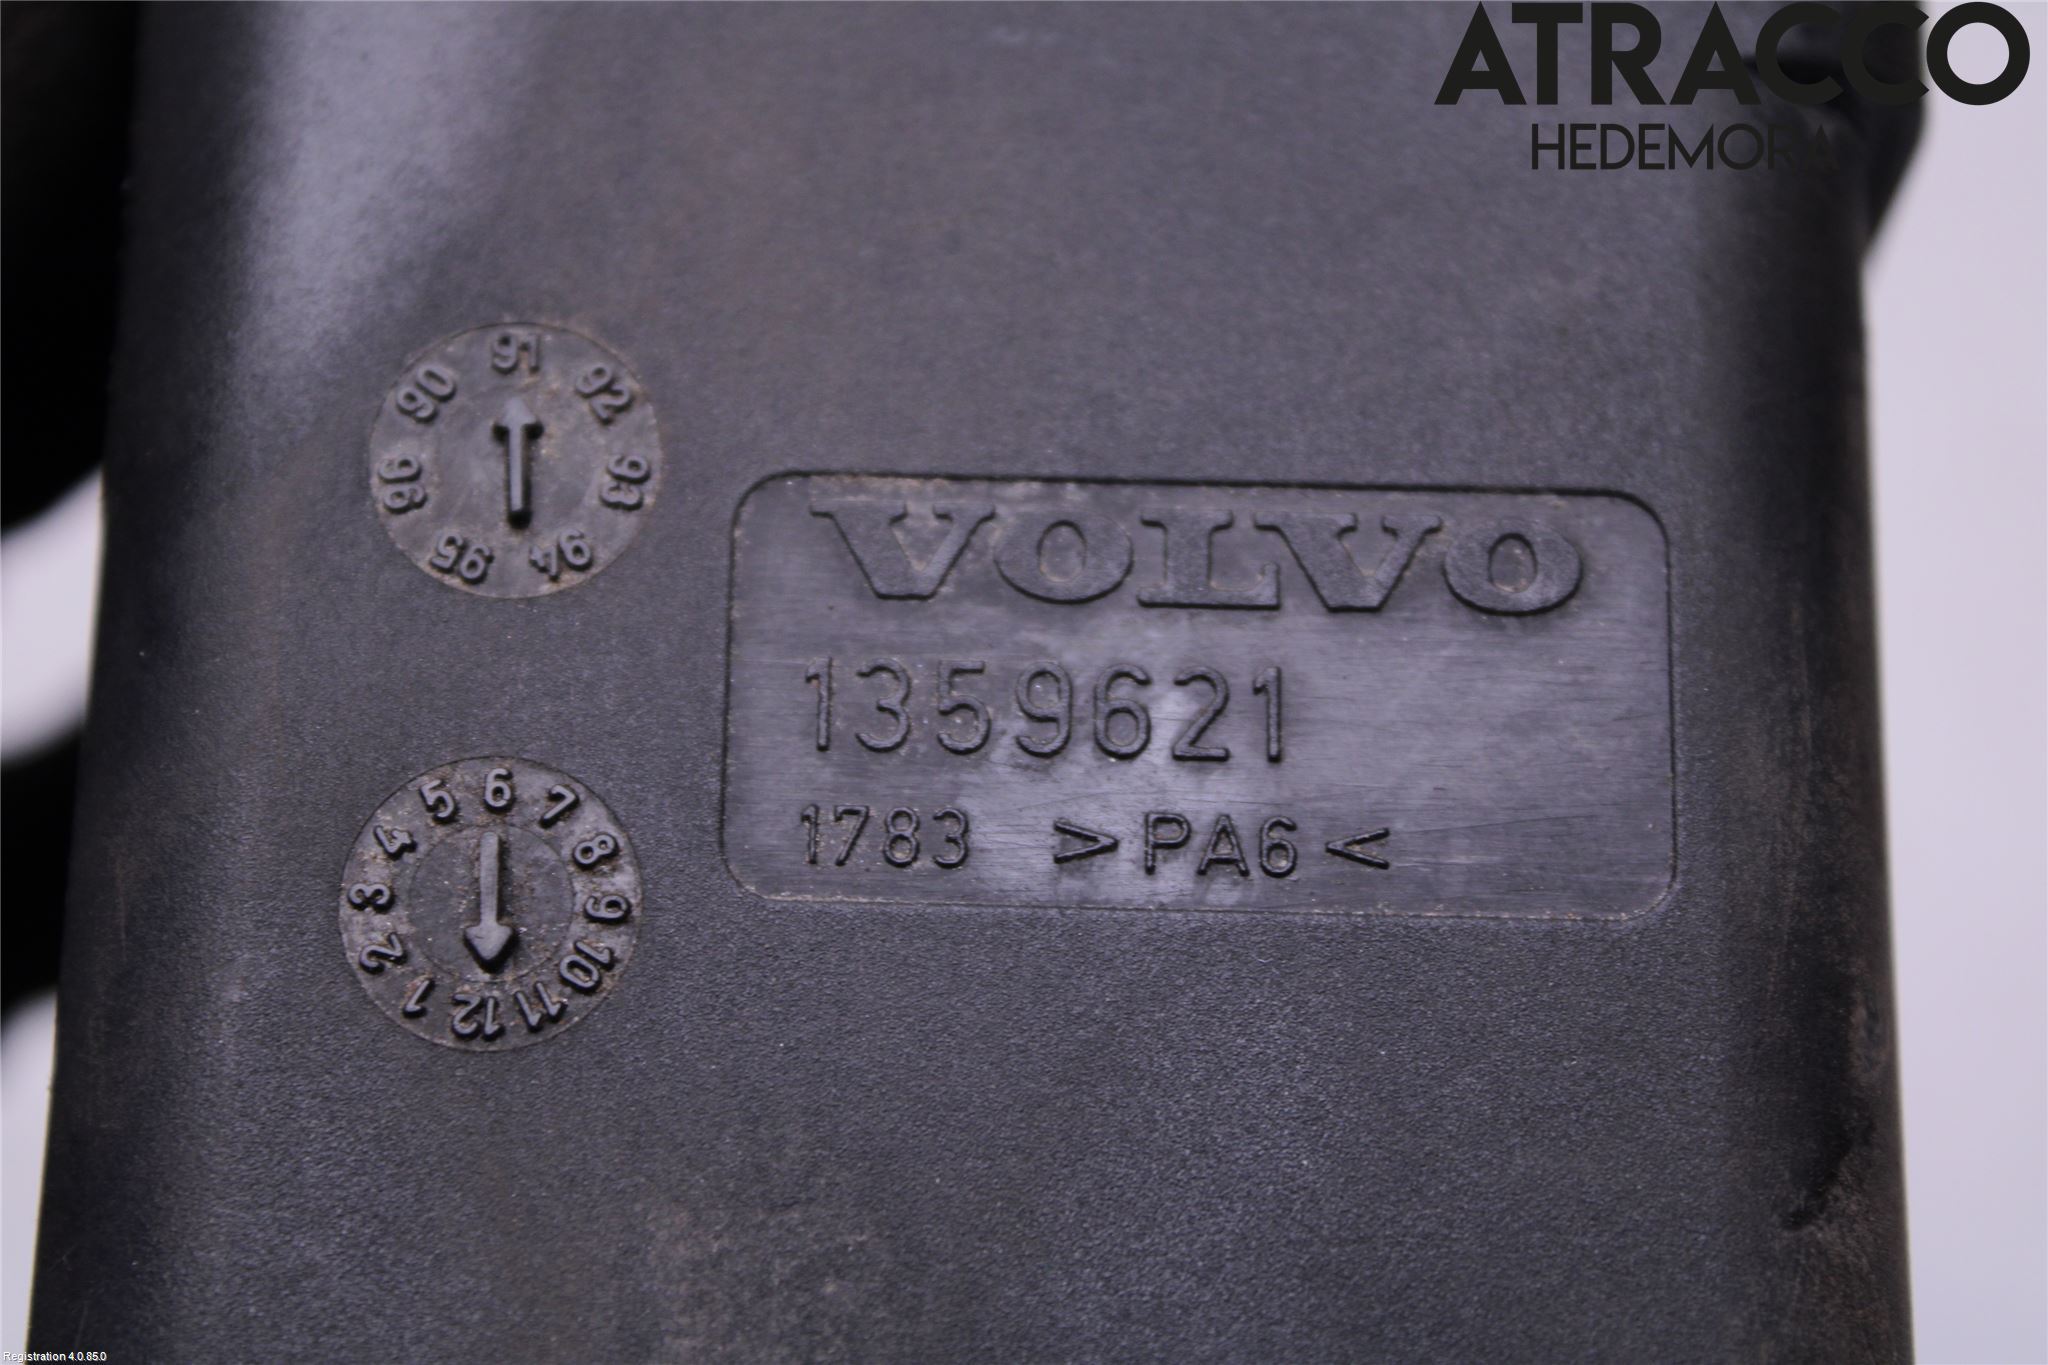 ATRACCO
HEDEMORA
90 91 92 93 94 95 96
VOLVO
1359621
1783 >PA6<
1 2 3 4 5 6 7 8 9 10 11 12
Registration 4.0.85.0